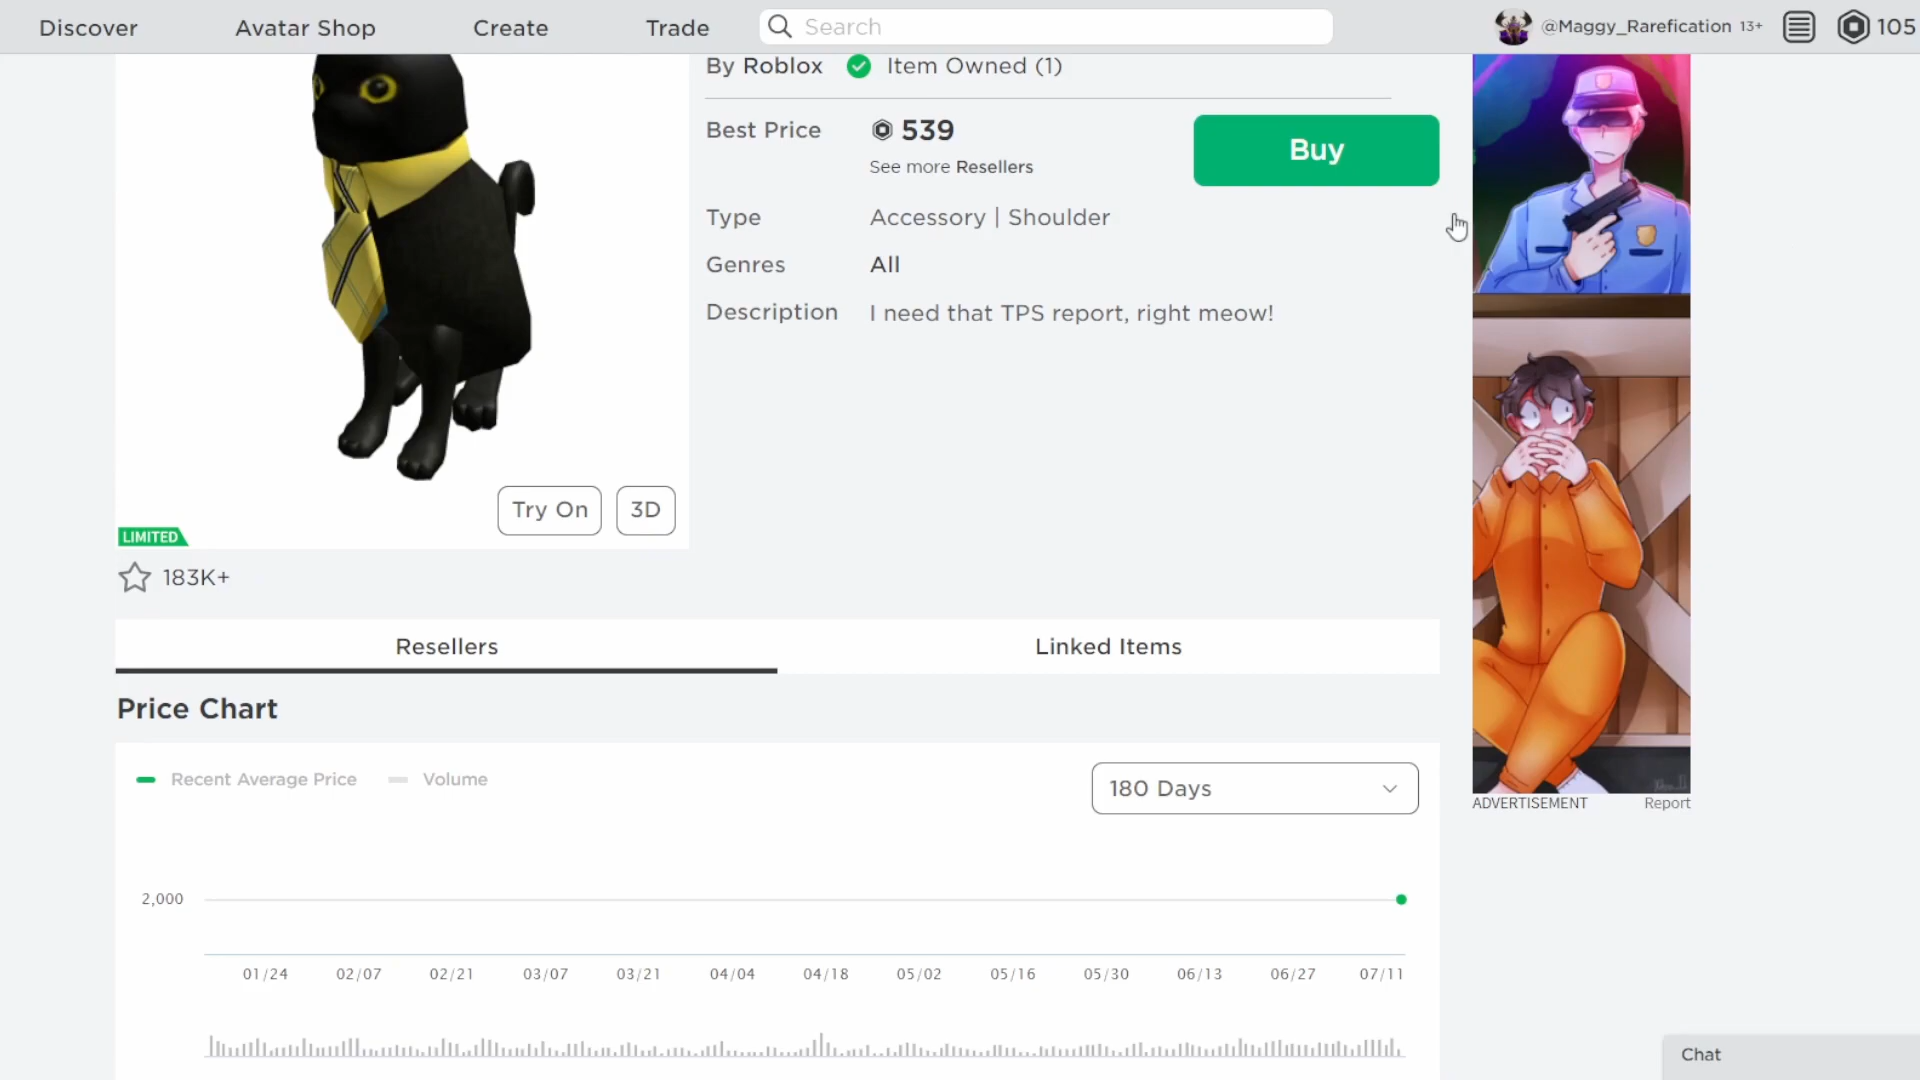 Discover
Avatar Shop
Create
Trade
Search
@Maggy_Rarefication 13+
105
By Roblox
Item Owned (1)
Best Price
539
See more Resellers
Buy
Type
Accessory | Shoulder
Genres
All
Description
I need that TPS report, right meow!
Try On
3D
LIMITED
183K+
Resellers
Linked Items
Price Chart
Recent Average Price
Volume
180 Days
2,000
01/24 02/07 02/21 03/07 03/21 04/04 04/18 05/02 05/16 05/30 06/13 06/27 07/11
ADVERTISEMENT
Report
Chat